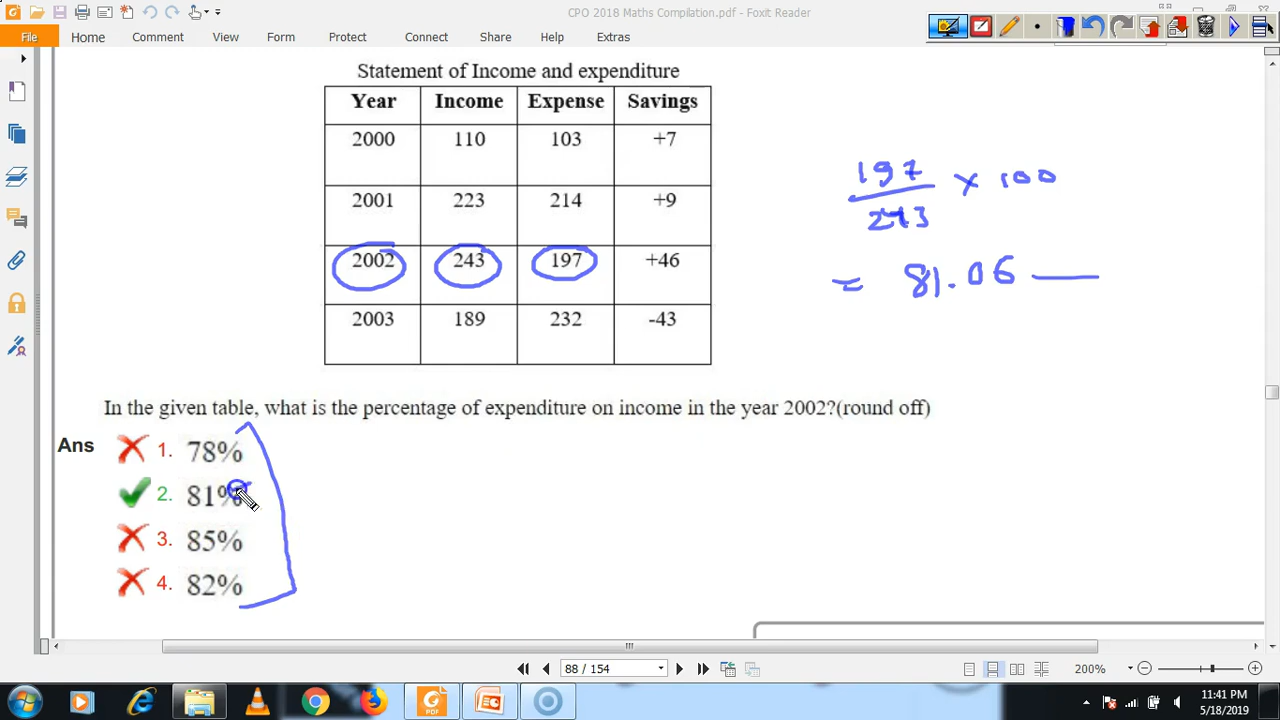 CPO 2018 Maths Compilation.pdf - Foxit Reader
File Home Comment View Form Protect Connect Share Help Extras
Statement of Income and expenditure
Year Income Expense Savings
2000 110 103 +7
2001 223 214 +9
2002 243 197 +46
2003 189 232 -43
197
243
× 100
= 81.06
In the given table, what is the percentage of expenditure on income in the year 2002?(round off)
Ans
1. 78%
2. 81%
3. 85%
4. 82%
88 / 154
200%
11:41 PM
5/18/2019